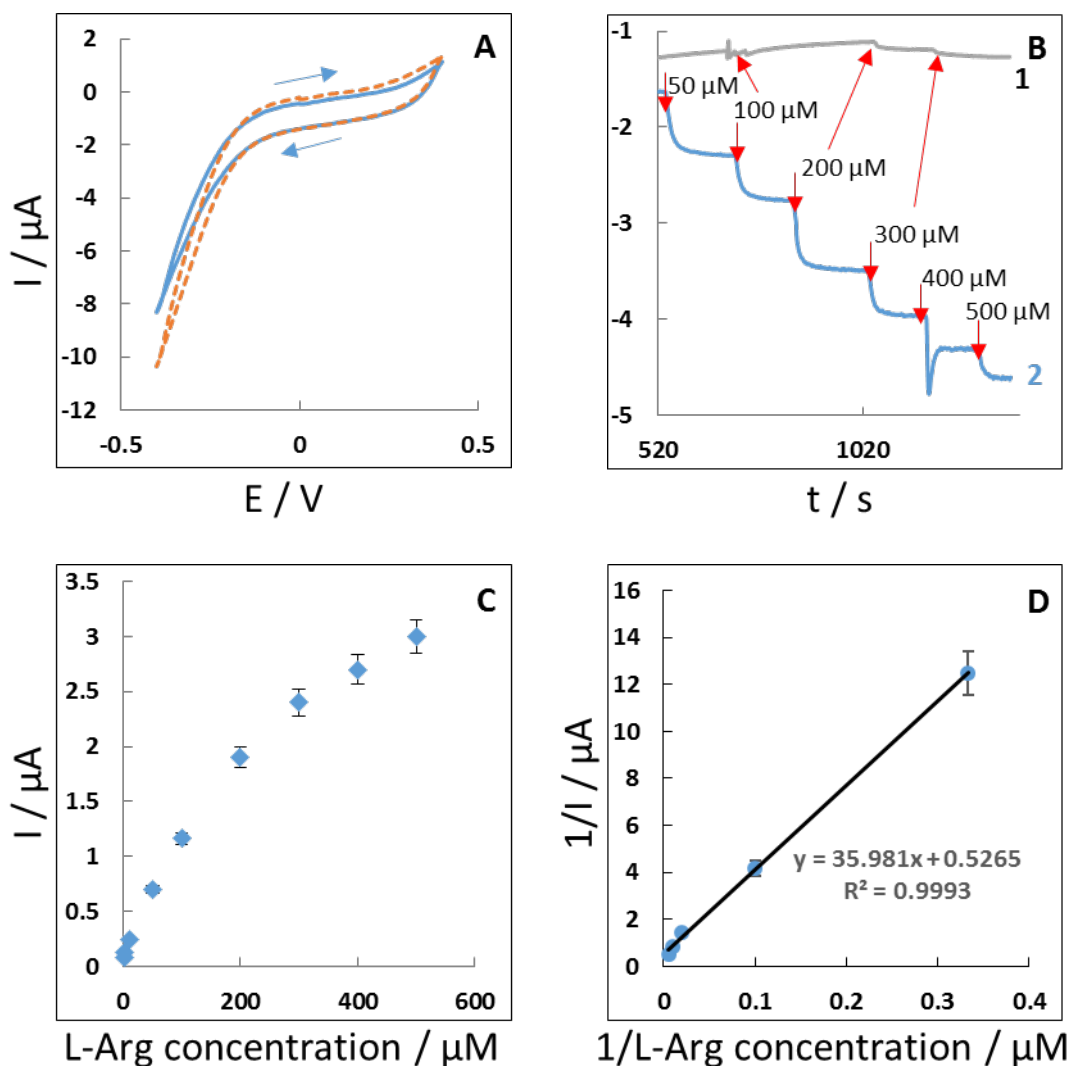 A
2
0
-2
-4
-6
-8
-10
-12
-0.5
0
0.5
I / µA
E / V
B
-1
-2
-3
-4
-5
1
50 µM
100 µM
200 µM
300 µM
400 µM
500 µM
2
520
1020
t / s
C
3.5
3
2.5
2
1.5
1
0.5
0
0
200
400
600
I / µA
L-Arg concentration / µM
D
16
14
12
10
8
6
4
2
0
y = 35.981x + 0.5265
R² = 0.9993
0
0.1
0.2
0.3
0.4
1/I / µA
1/L-Arg concentration / µM